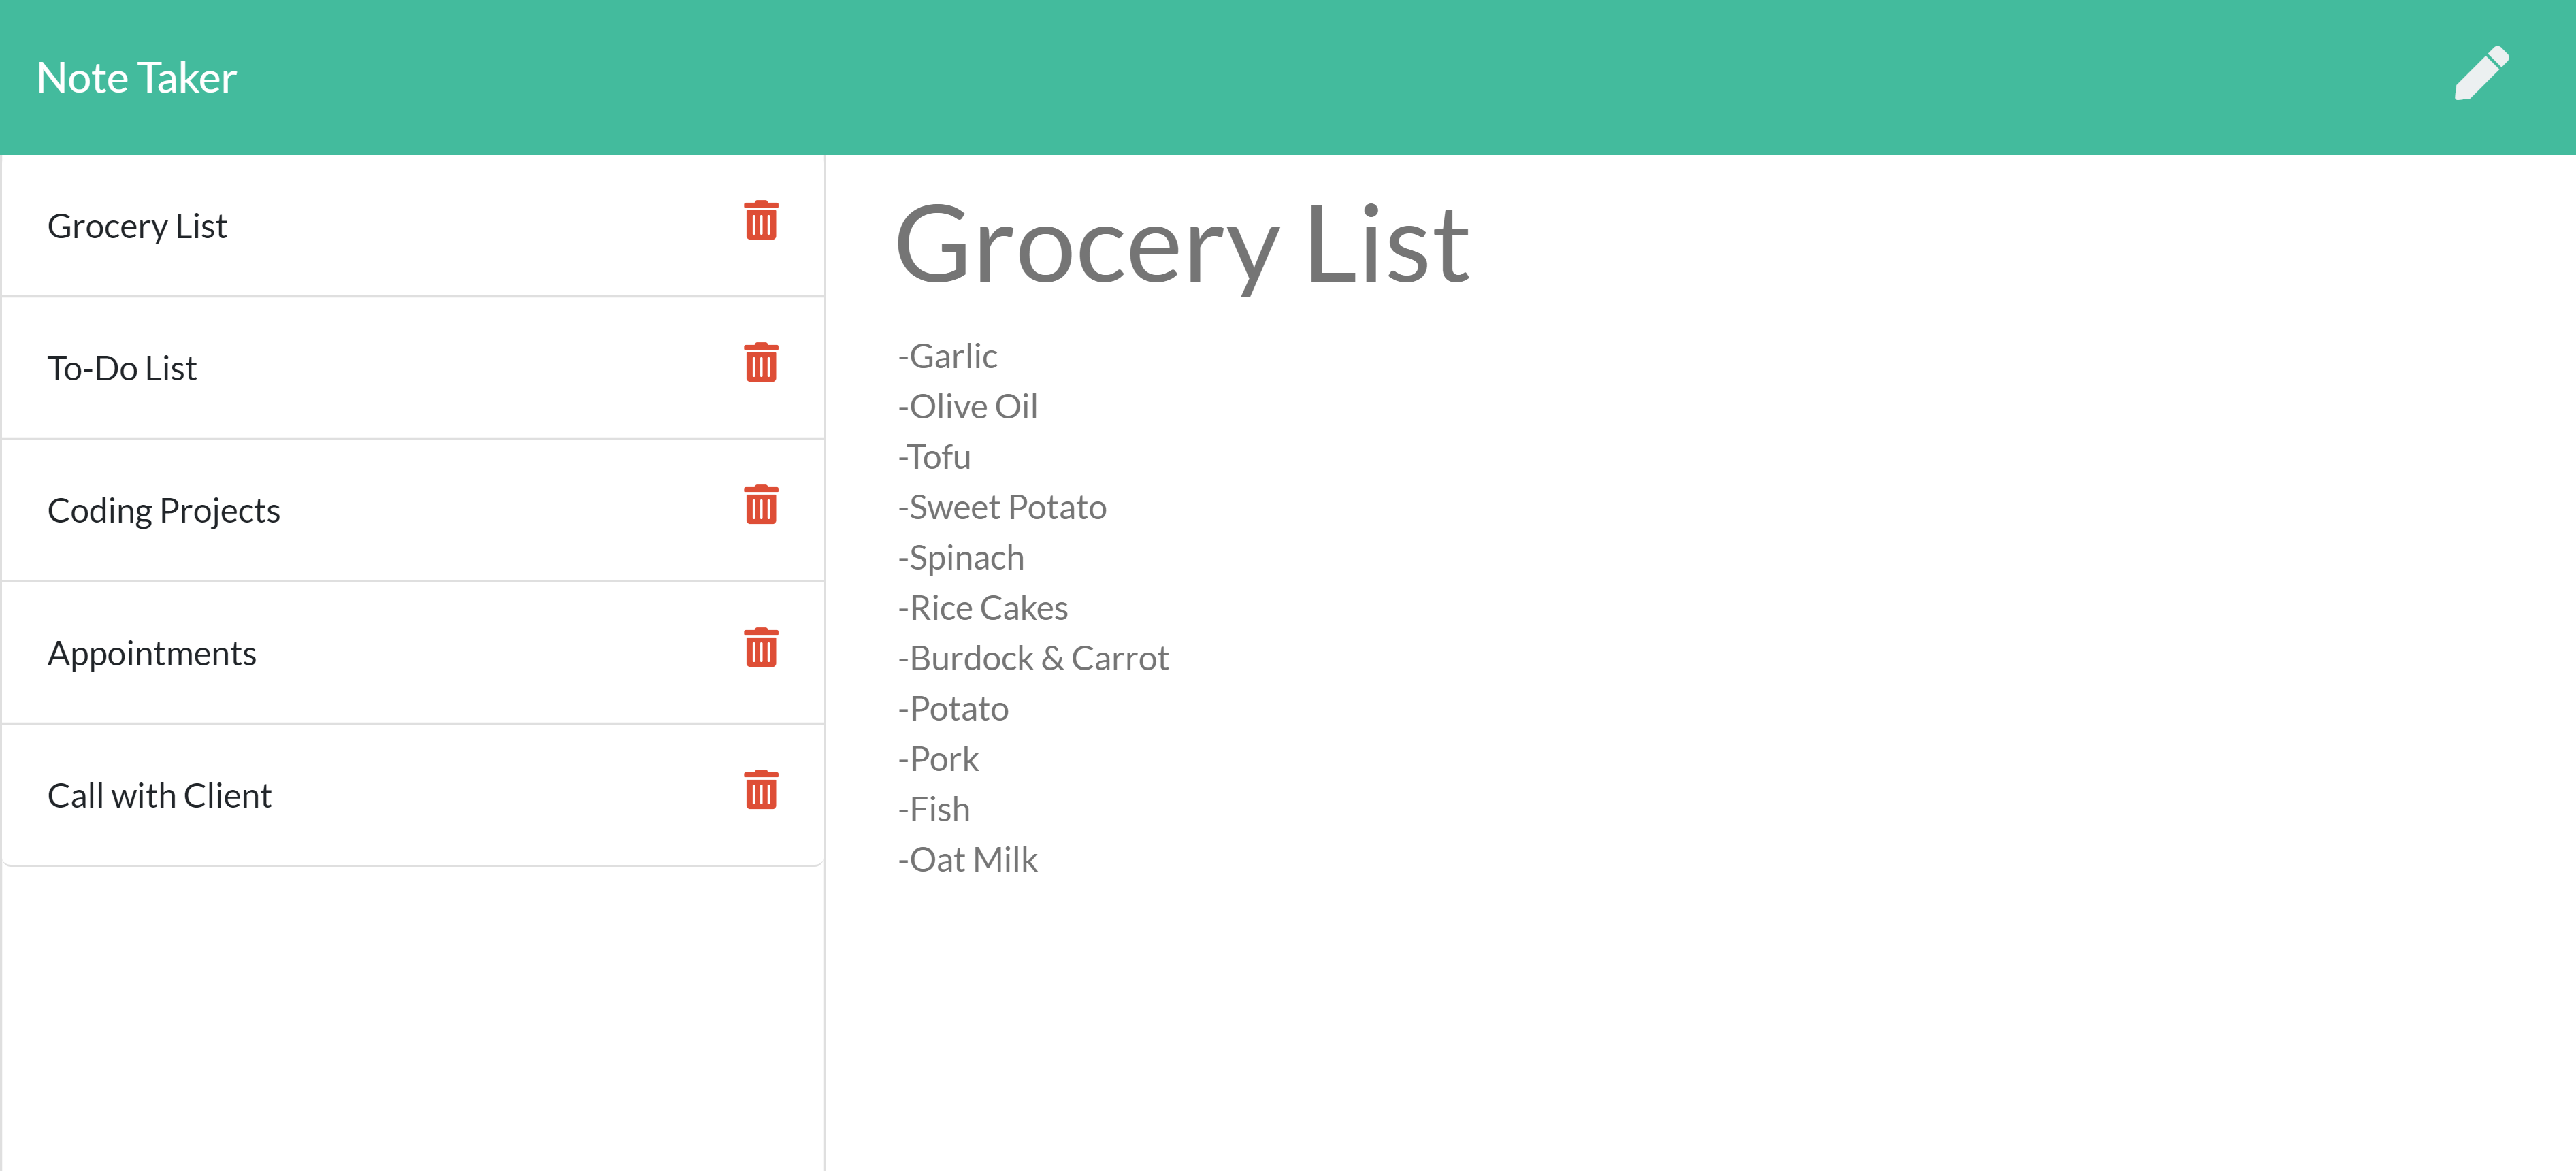 Note Taker
Grocery List
To-Do List
Coding Projects
Appointments
Call with Client
Grocery List
-Garlic
-Olive Oil
-Tofu
-Sweet Potato
-Spinach
-Rice Cakes
-Burdock & Carrot
-Potato
-Pork
-Fish
-Oat Milk